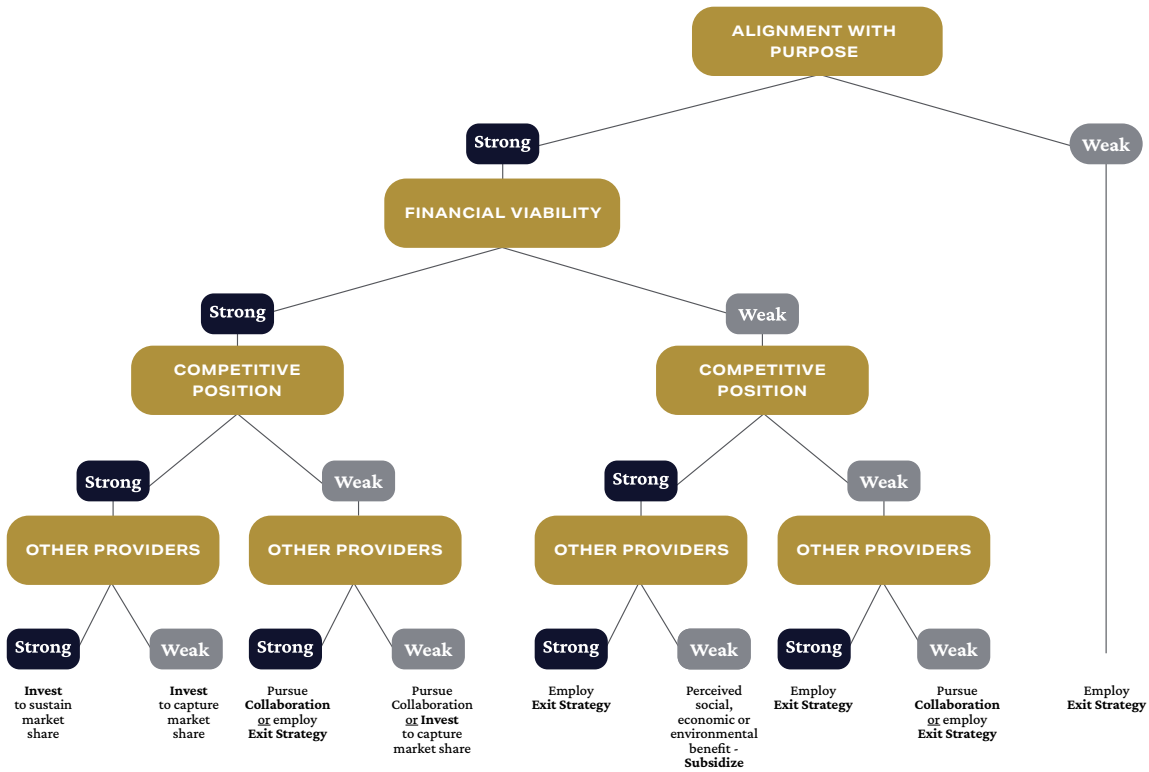 ALIGNMENT WITH
PURPOSE
Strong
Weak
FINANCIAL VIABILITY
Strong
Weak
COMPETITIVE
POSITION
COMPETITIVE
POSITION
Strong
Weak
Strong
Weak
OTHER PROVIDERS
OTHER PROVIDERS
OTHER PROVIDERS
OTHER PROVIDERS
Strong
Weak
Strong
Weak
Strong
Weak
Strong
Weak
Invest
to sustain
market
share
Invest
to capture
market
share
Pursue
Collaboration
or employ
Exit Strategy
Pursue
Collaboration
or Invest
to capture
market share
Employ
Exit Strategy
Perceived
social,
economic or
environmental
benefit -
Subsidize
Employ
Exit Strategy
Pursue
Collaboration
or employ
Exit Strategy
Employ
Exit Strategy